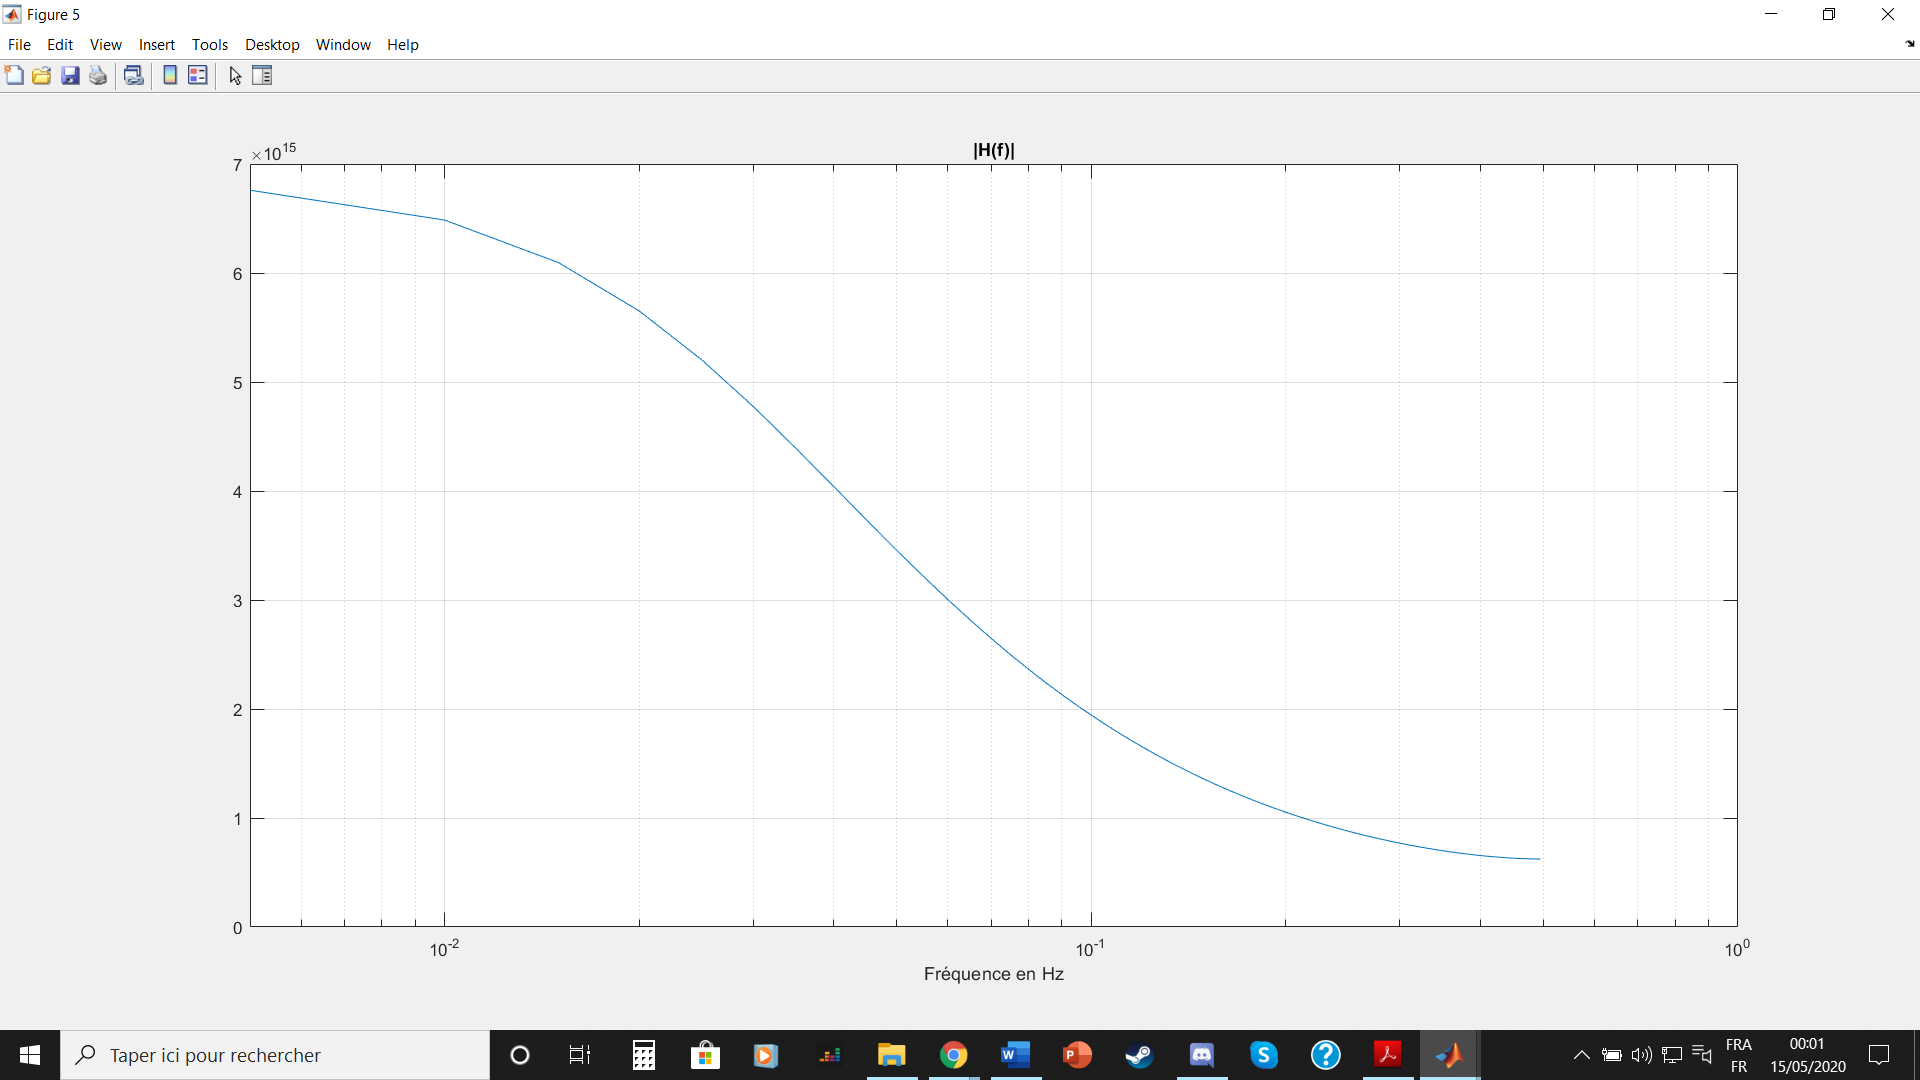 Figure 5
File Edit View Insert Tools Desktop Window Help
|H(f)|
×10^15
7
6
5
4
3
2
1
0
10^-2 10^-1 10^0
Fréquence en Hz
Taper ici pour rechercher
FRA
FR
00:01
15/05/2020